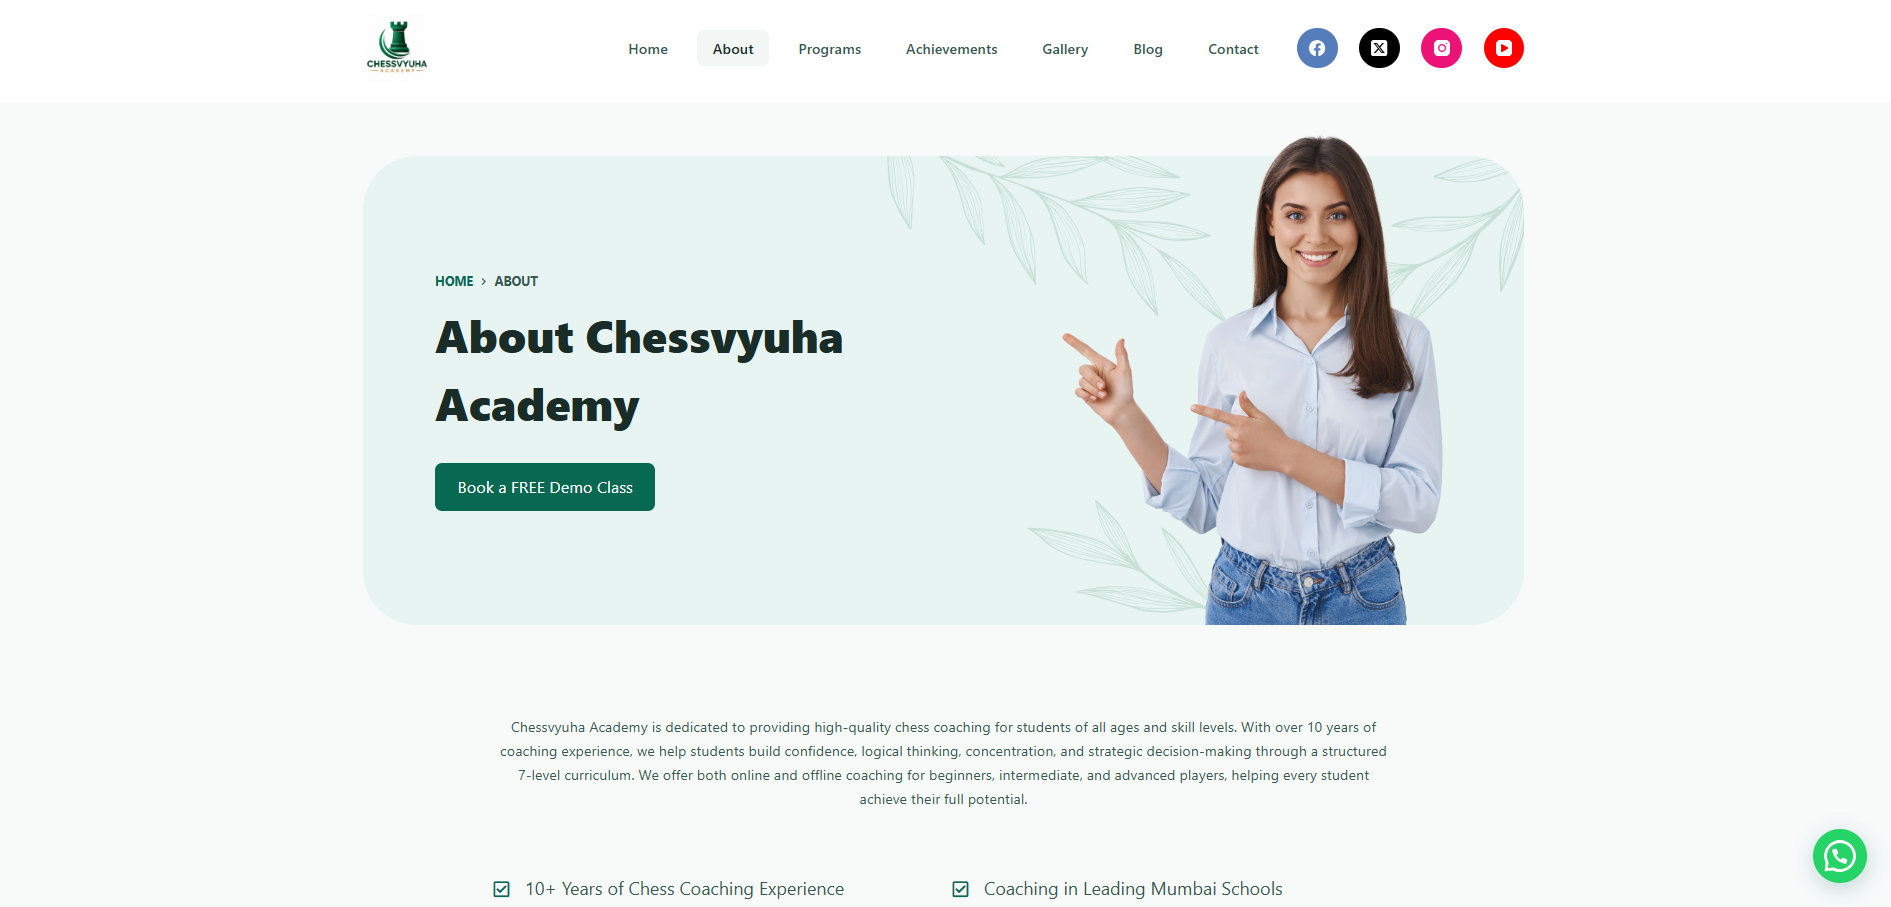 CHESSVYUHA
ACADEMY
Home
About
Programs
Achievements
Gallery
Blog
Contact
HOME > ABOUT
About Chessvyuha
Academy
Book a FREE Demo Class
Chessvyuha Academy is dedicated to providing high-quality chess coaching for students of all ages and skill levels. With over 10 years of
coaching experience, we help students build confidence, logical thinking, concentration, and strategic decision-making through a structured
7-level curriculum. We offer both online and offline coaching for beginners, intermediate, and advanced players, helping every student
achieve their full potential.
10+ Years of Chess Coaching Experience
Coaching in Leading Mumbai Schools